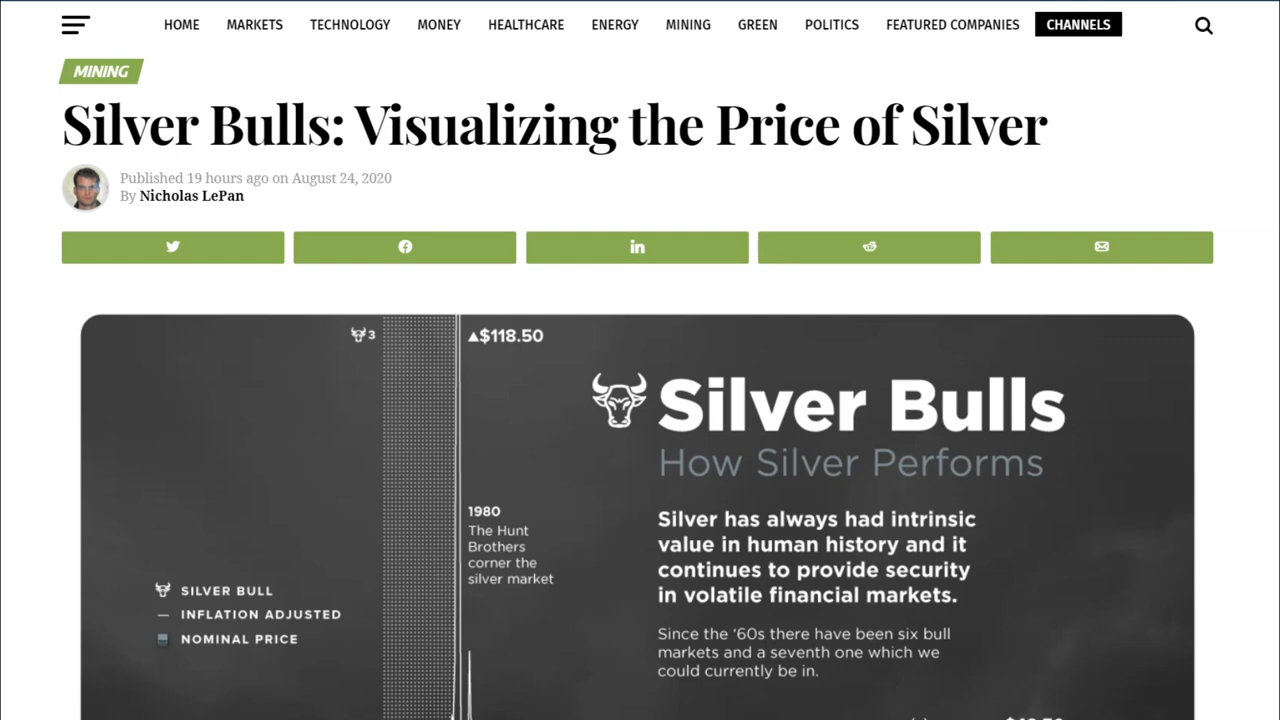 HOME MARKETS TECHNOLOGY MONEY HEALTHCARE ENERGY MINING GREEN POLITICS FEATURED COMPANIES CHANNELS
MINING
Silver Bulls: Visualizing the Price of Silver
Published 19 hours ago on August 24, 2020
By Nicholas LePan
3
▲$118.50
Silver Bulls
How Silver Performs
1980
The Hunt
Brothers
corner the
silver market
Silver has always had intrinsic
value in human history and it
continues to provide security
in volatile financial markets.
SILVER BULL
INFLATION ADJUSTED
NOMINAL PRICE
Since the ‘60s there have been six bull
markets and a seventh one which we
could currently be in.